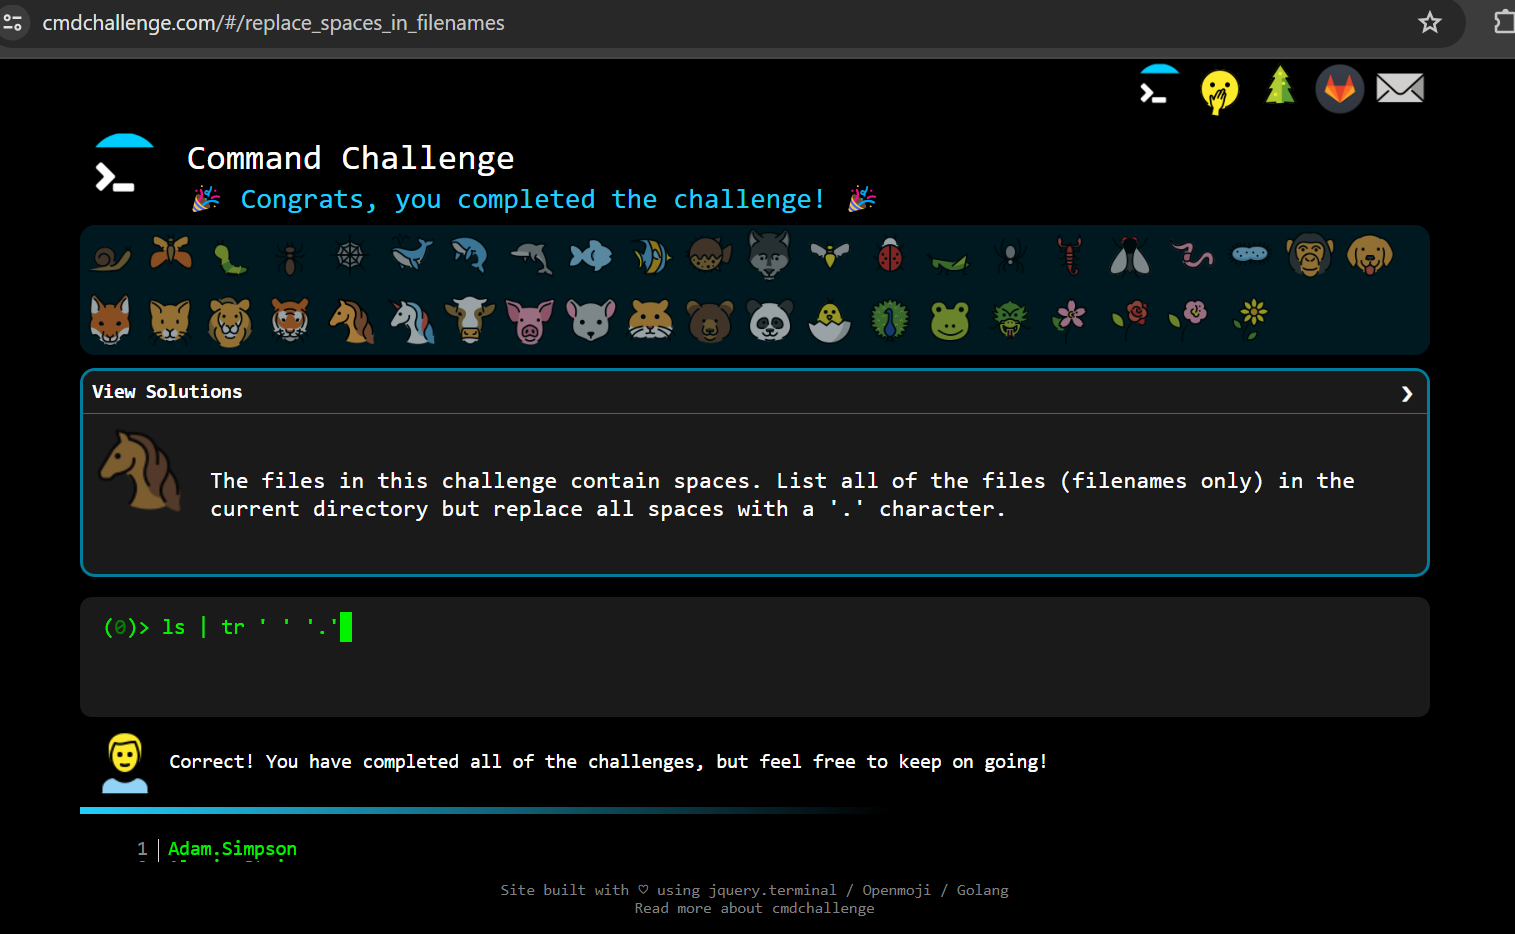 cmdchallenge.com/#/replace_spaces_in_filenames
Command Challenge
🎉 Congrats, you completed the challenge! 🎉
View Solutions ❯
The files in this challenge contain spaces. List all of the files (filenames only) in the
current directory but replace all spaces with a '.' character.
(0)> ls | tr ' ' '.'
Correct! You have completed all of the challenges, but feel free to keep on going!
1 Adam.Simpson
Site built with ♡ using jquery.terminal / Openmoji / Golang
Read more about cmdchallenge